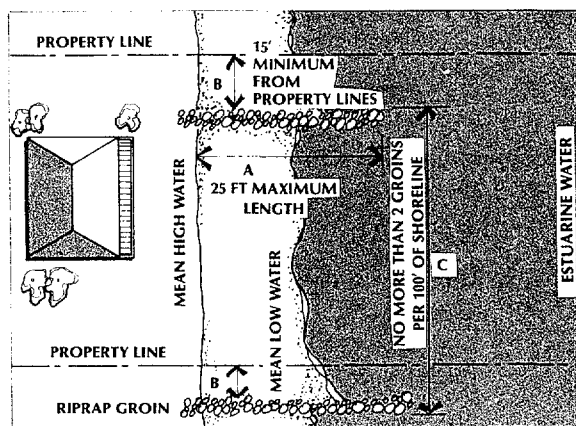 PROPERTY LINE
15'
MINIMUM
FROM
PROPERTY LINES
B
A
25 FT MAXIMUM
LENGTH
MEAN HIGH WATER
MEAN LOW WATER
NO MORE THAN 2 GROINS
PER 100' OF SHORELINE
C
ESTUARINE WATER
PROPERTY LINE
B
RIPRAP GROIN